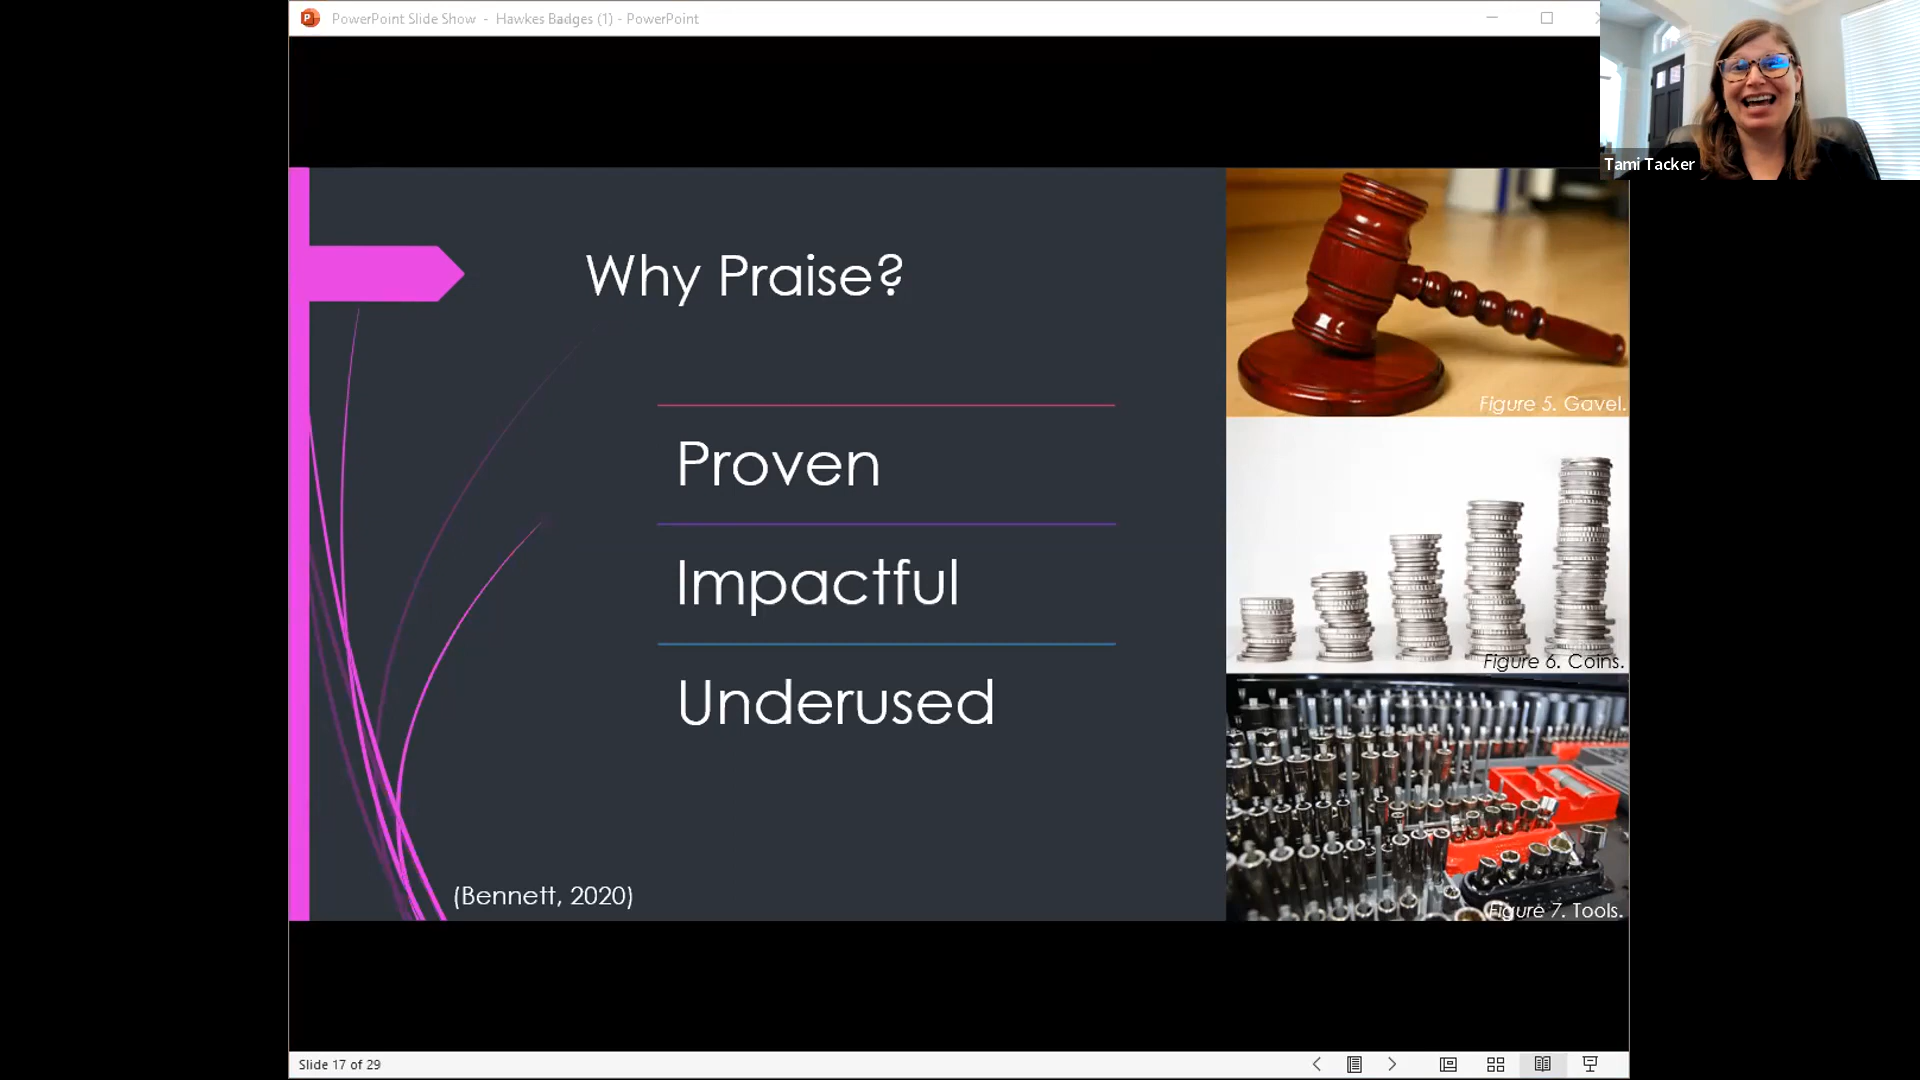 PowerPoint Slide Show - Hawkes Badges (1) - PowerPoint
Tami Tacker
Why Praise?
Figure 5. Gavel.
Proven
Impactful
Figure 6. Coins.
Underused
(Bennett, 2020)
Figure 7. Tools.
Slide 17 of 29